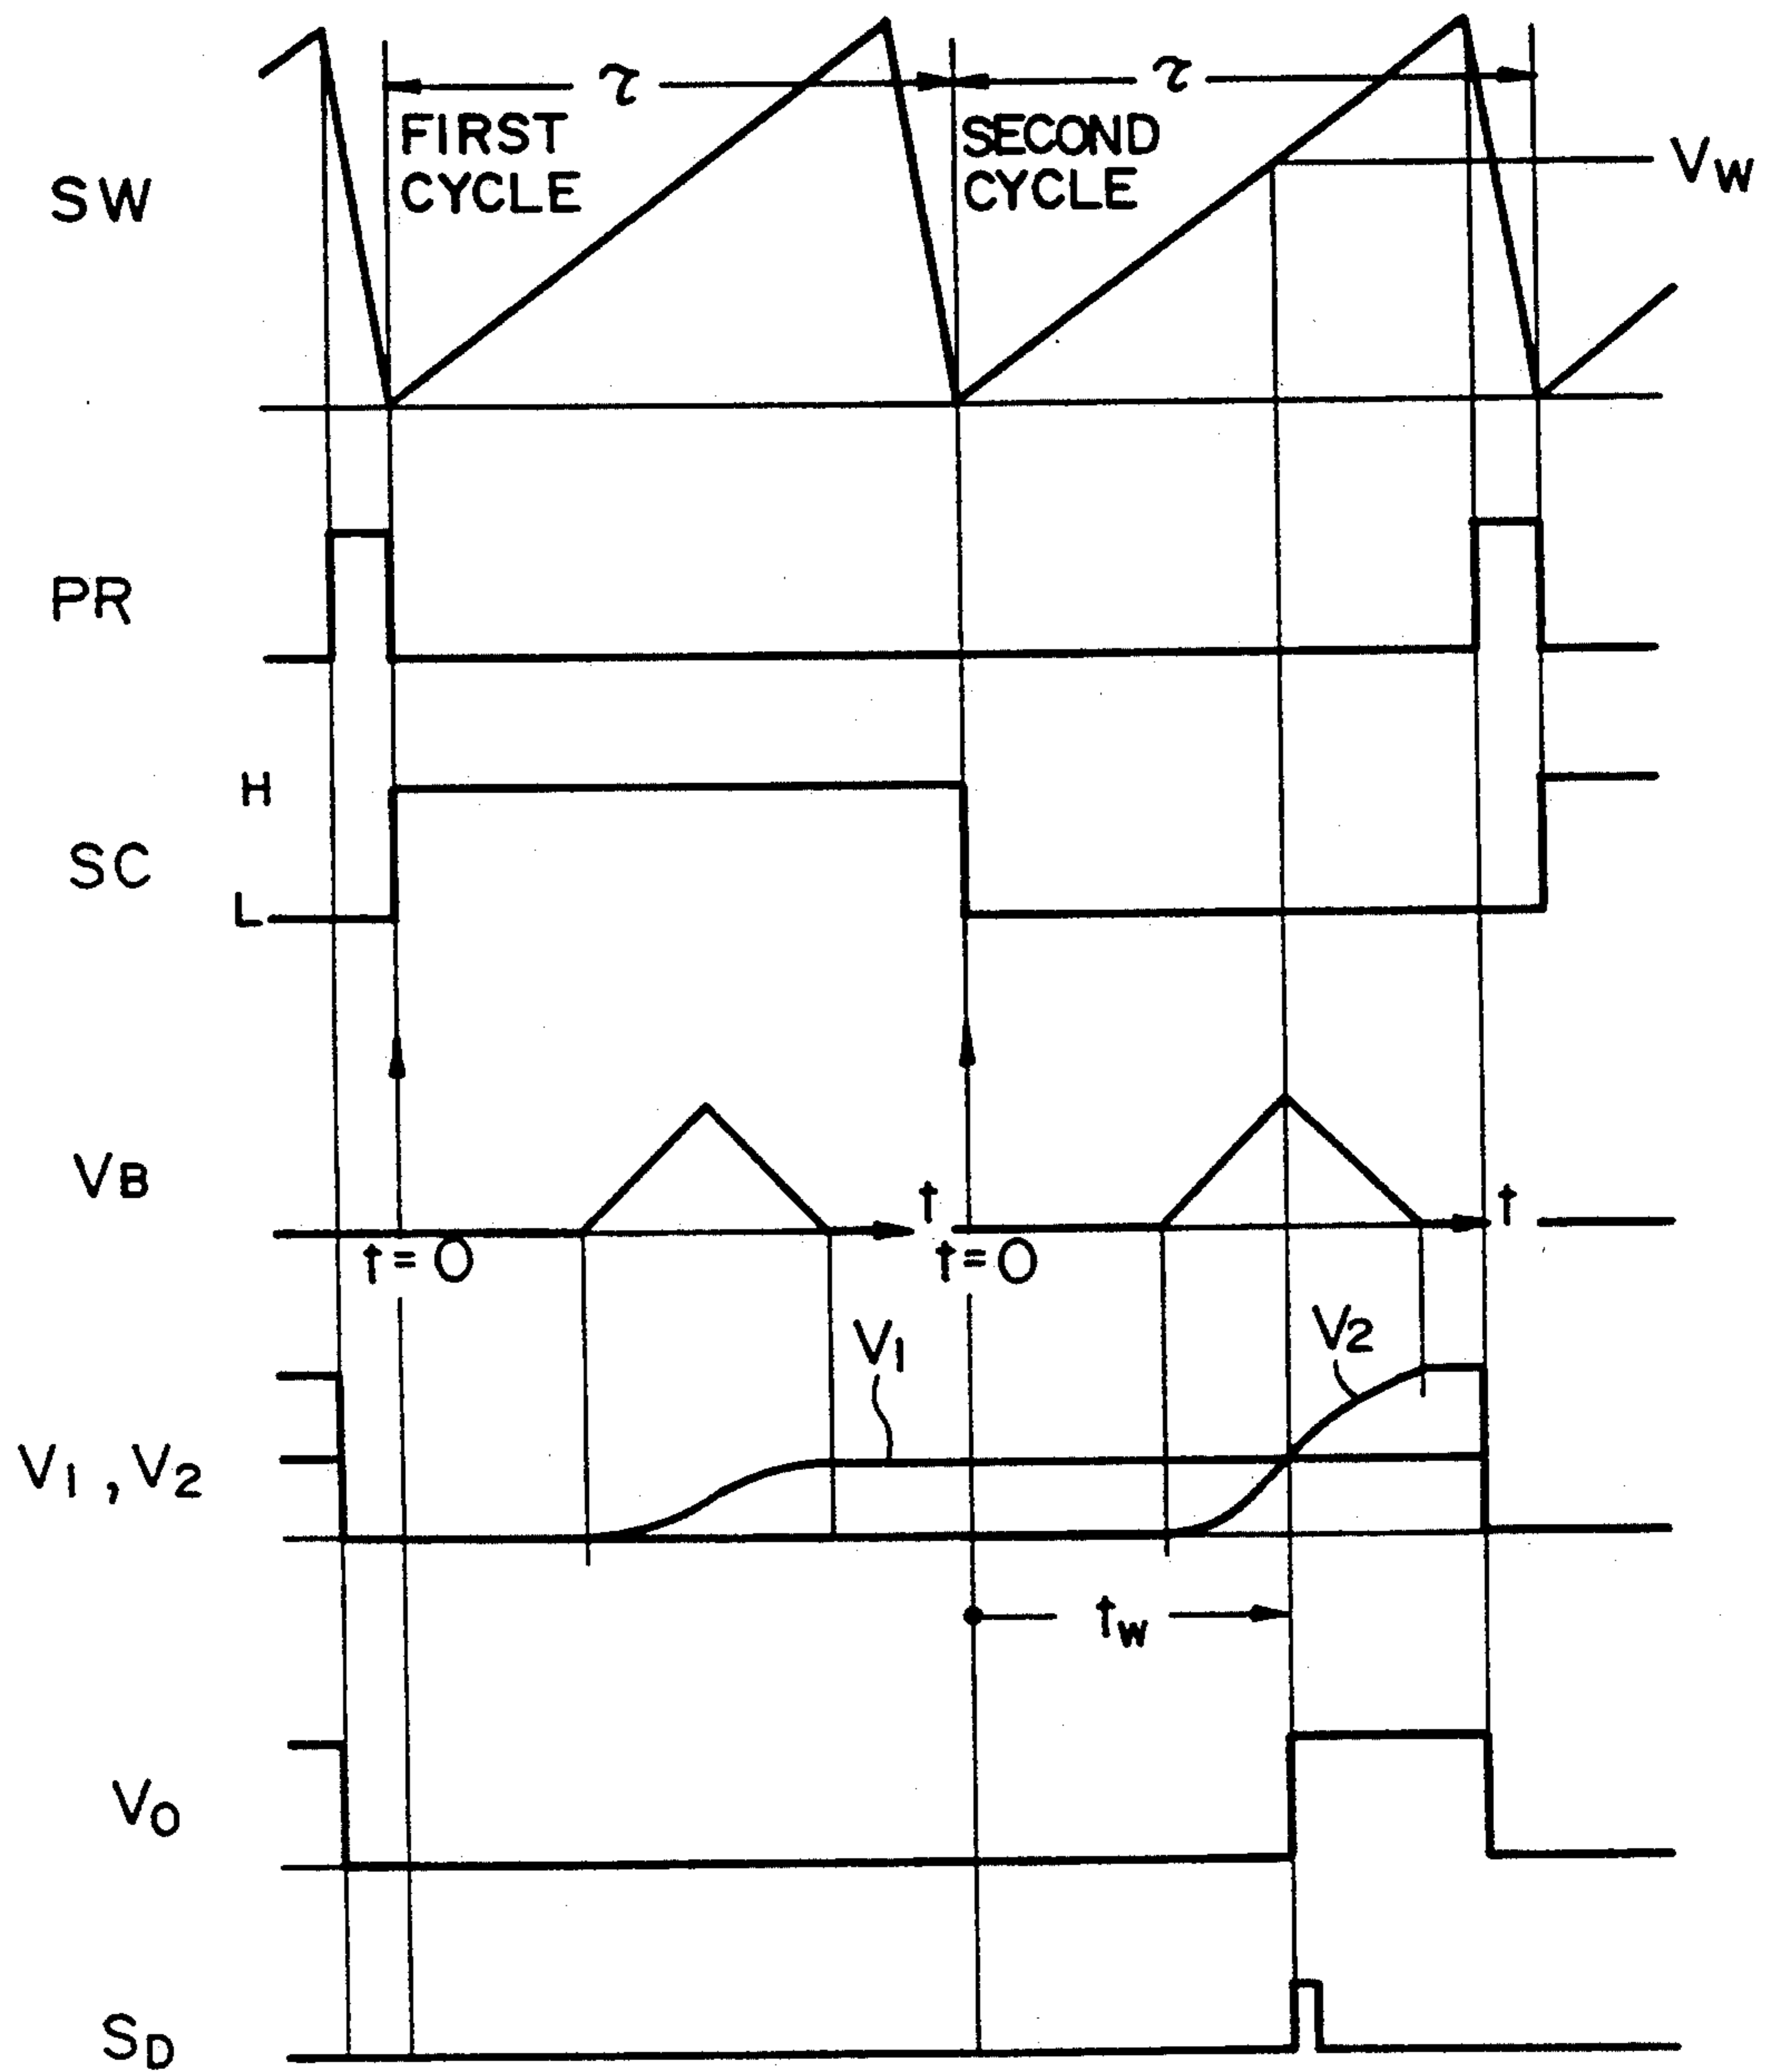 τ
τ
FIRST
CYCLE
SECOND
CYCLE
VW
SW
PR
H
SC
L
VB
t
t
t=0
t=0
V1
V2
V1, V2
tW
VO
SD